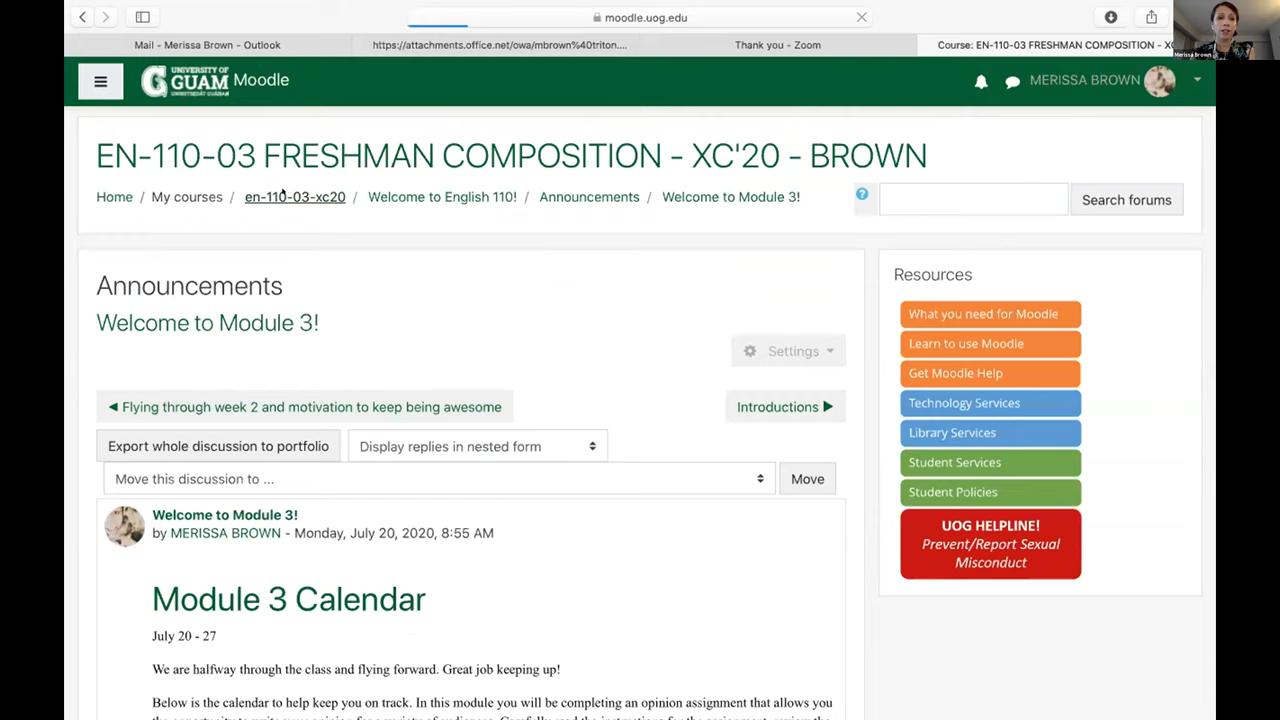 moodle.uog.edu
Mail - Merissa Brown - Outlook
https://attachments.office.net/owa/mbrown%40triton....
Thank you - Zoom
Course: EN-110-03 FRESHMAN COMPOSITION - XC
Merissa Brown
UNIVERSITY OF GUAM
UNIBETSEDÅT GUÅHAN
Moodle
MERISSA BROWN
EN-110-03 FRESHMAN COMPOSITION - XC'20 - BROWN
Home / My courses / en-110-03-xc20 / Welcome to English 110! / Announcements / Welcome to Module 3!
? Search forums
Announcements
Welcome to Module 3!
Settings
◄ Flying through week 2 and motivation to keep being awesome
Introductions ►
Export whole discussion to portfolio
Display replies in nested form
Move this discussion to ...
Move
Welcome to Module 3!
by MERISSA BROWN - Monday, July 20, 2020, 8:55 AM
Module 3 Calendar
July 20 - 27
We are halfway through the class and flying forward. Great job keeping up!
Below is the calendar to help keep you on track. In this module you will be completing an opinion assignment that allows you
Resources
What you need for Moodle
Learn to use Moodle
Get Moodle Help
Technology Services
Library Services
Student Services
Student Policies
UOG HELPLINE!
Prevent/Report Sexual
Misconduct